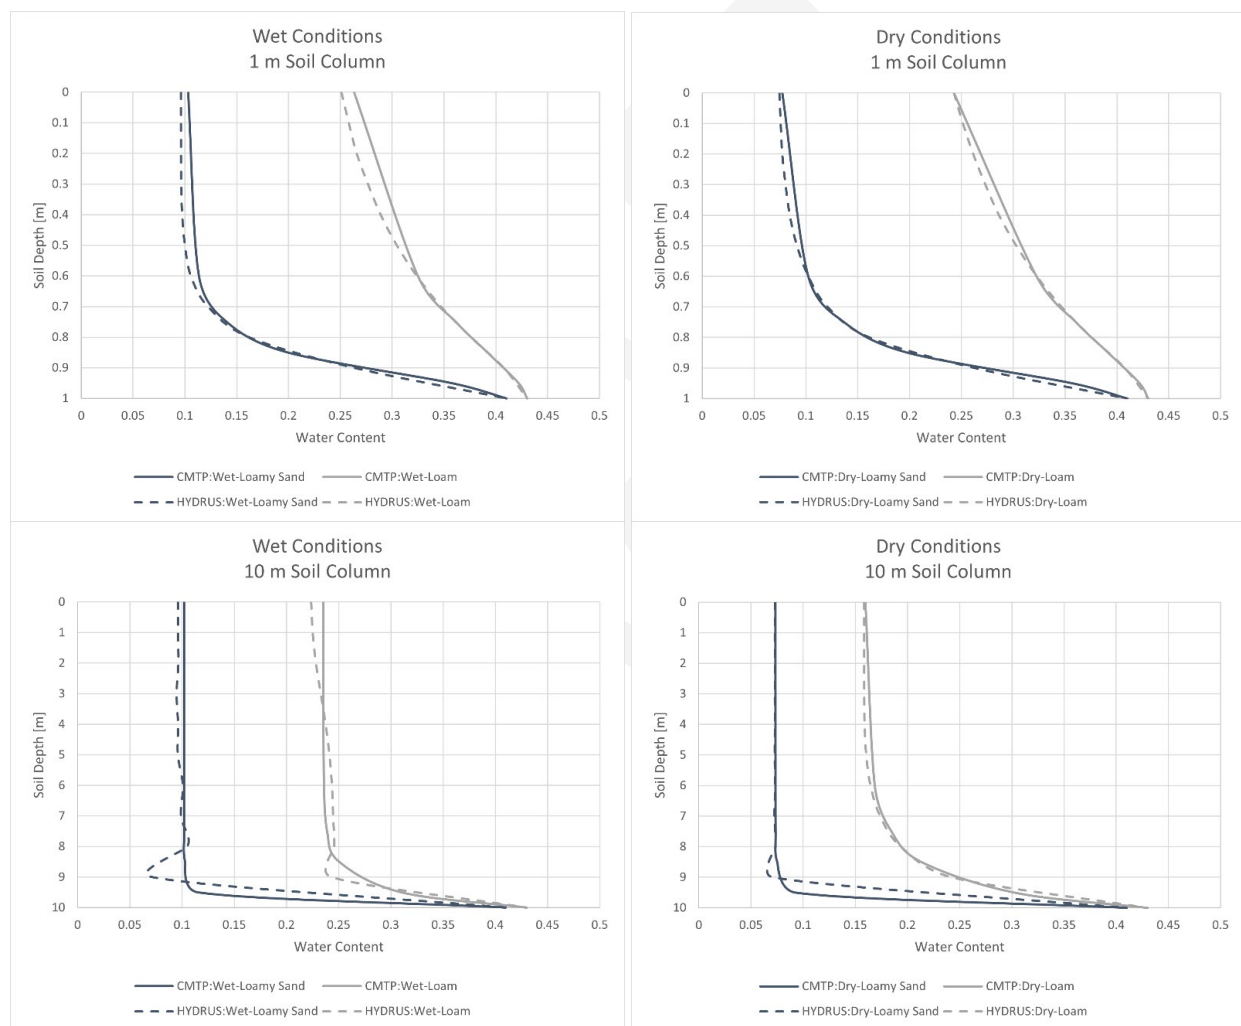 Wet Conditions
1 m Soil Column
0
0.1
0.2
0.3
0.4
0.5
0.6
0.7
0.8
0.9
1
Soil Depth [m]
0 0.05 0.1 0.15 0.2 0.25 0.3 0.35 0.4 0.45 0.5
Water Content
CMTP:Wet-Loamy Sand CMTP:Wet-Loam
HYDRUS:Wet-Loamy Sand HYDRUS:Wet-Loam
Dry Conditions
1 m Soil Column
0
0.1
0.2
0.3
0.4
0.5
0.6
0.7
0.8
0.9
1
Soil Depth [m]
0 0.05 0.1 0.15 0.2 0.25 0.3 0.35 0.4 0.45 0.5
Water Content
CMTP:Dry-Loamy Sand CMTP:Dry-Loam
HYDRUS:Dry-Loamy Sand HYDRUS:Dry-Loam
Wet Conditions
10 m Soil Column
0
1
2
3
4
5
6
7
8
9
10
Soil Depth [m]
0 0.05 0.1 0.15 0.2 0.25 0.3 0.35 0.4 0.45 0.5
Water Content
CMTP:Wet-Loamy Sand CMTP:Wet-Loam
HYDRUS:Wet-Loamy Sand HYDRUS:Wet-Loam
Dry Conditions
10 m Soil Column
0
1
2
3
4
5
6
7
8
9
10
Soil Depth [m]
0 0.05 0.1 0.15 0.2 0.25 0.3 0.35 0.4 0.45 0.5
Water Content
CMTP:Dry-Loamy Sand CMTP:Dry-Loam
HYDRUS:Dry-Loamy Sand HYDRUS:Dry-Loam